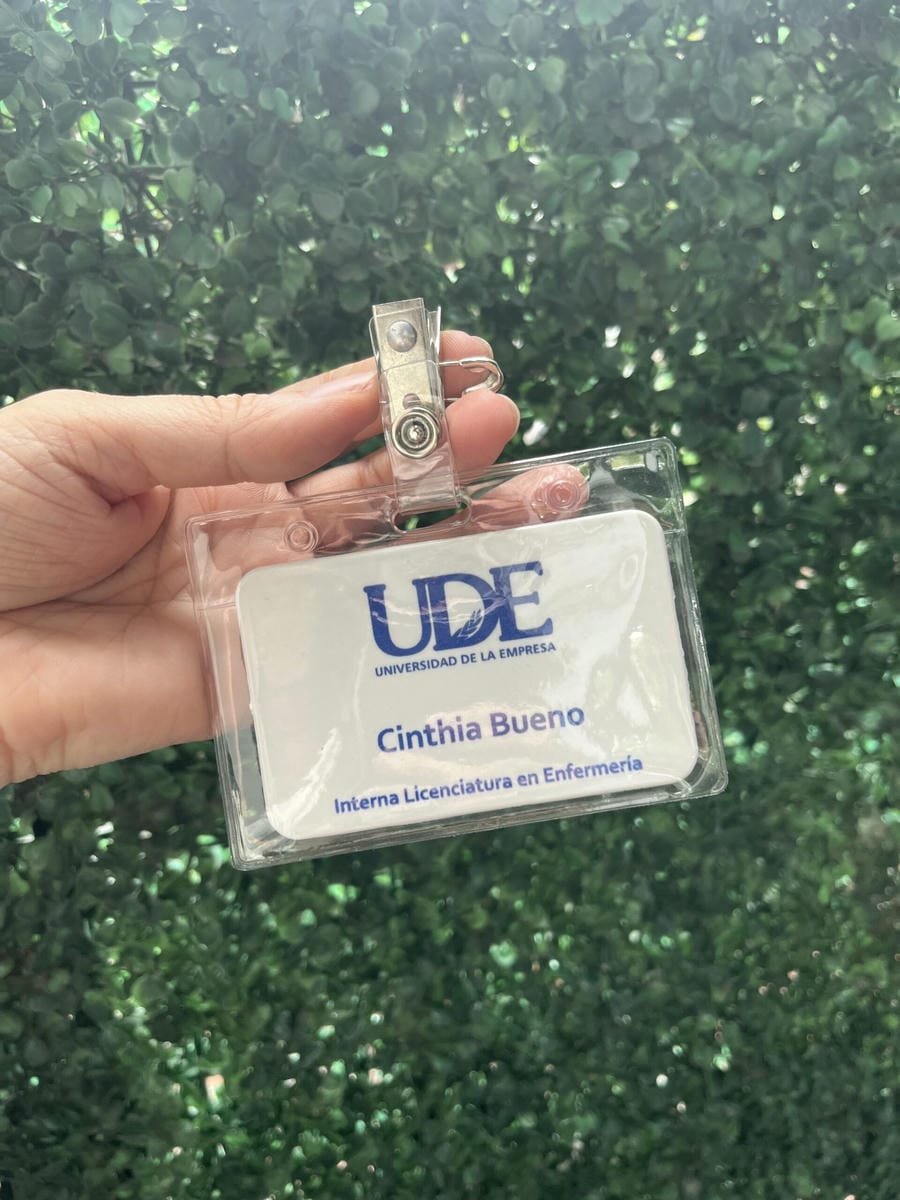 UDE
UNIVERSIDAD DE LA EMPRESA
Cinthia Bueno
Interna Licenciatura en Enfermería